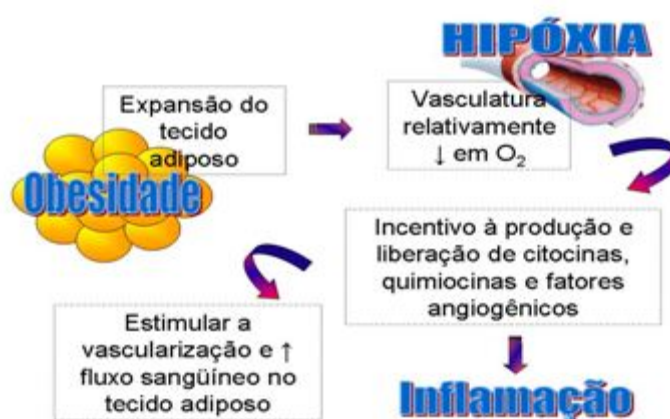 HIPÓXIA
Expansão do
tecido
adiposo
Obesidade
Vasculatura
relativamente
↓ em O₂
Incentivo à produção e
liberação de citocinas,
quimiocinas e fatores
angiogênicos
Estimular a
vascularização e ↑
fluxo sangüíneo no
tecido adiposo
Inflamação